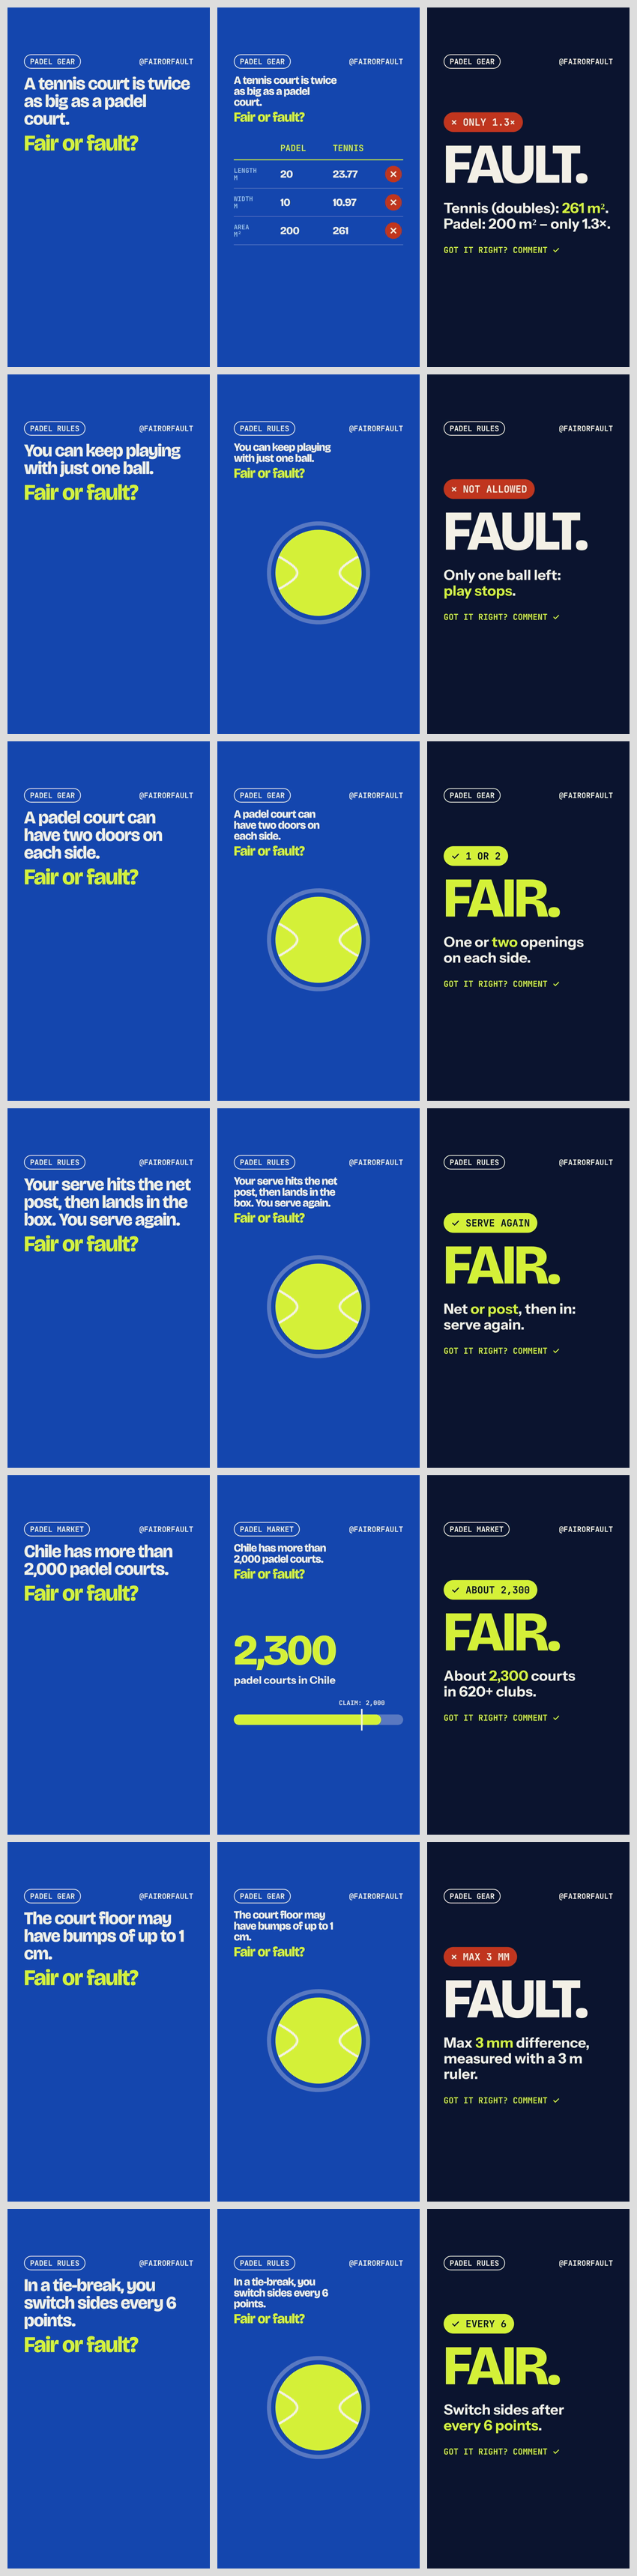 PADEL GEAR @FAIRORFAULT
A tennis court is twice
as big as a padel
court.
Fair or fault?
PADEL GEAR @FAIRORFAULT
A tennis court is twice
as big as a padel
court.
Fair or fault?
PADEL TENNIS
LENGTH M 20 23.77 ×
WIDTH M 10 10.97 ×
AREA M² 200 261 ×
PADEL GEAR @FAIRORFAULT
× ONLY 1.3×
FAULT.
Tennis (doubles): 261 m².
Padel: 200 m² – only 1.3×.
GOT IT RIGHT? COMMENT ✓
PADEL RULES @FAIRORFAULT
You can keep playing
with just one ball.
Fair or fault?
PADEL RULES @FAIRORFAULT
You can keep playing
with just one ball.
Fair or fault?
PADEL RULES @FAIRORFAULT
× NOT ALLOWED
FAULT.
Only one ball left:
play stops.
GOT IT RIGHT? COMMENT ✓
PADEL GEAR @FAIRORFAULT
A padel court can
have two doors on
each side.
Fair or fault?
PADEL GEAR @FAIRORFAULT
A padel court can
have two doors on
each side.
Fair or fault?
PADEL GEAR @FAIRORFAULT
✓ 1 OR 2
FAIR.
One or two openings
on each side.
GOT IT RIGHT? COMMENT ✓
PADEL RULES @FAIRORFAULT
Your serve hits the net
post, then lands in the
box. You serve again.
Fair or fault?
PADEL RULES @FAIRORFAULT
Your serve hits the net
post, then lands in the
box. You serve again.
Fair or fault?
PADEL RULES @FAIRORFAULT
✓ SERVE AGAIN
FAIR.
Net or post, then in:
serve again.
GOT IT RIGHT? COMMENT ✓
PADEL MARKET @FAIRORFAULT
Chile has more than
2,000 padel courts.
Fair or fault?
PADEL MARKET @FAIRORFAULT
Chile has more than
2,000 padel courts.
Fair or fault?
2,300
padel courts in Chile
CLAIM: 2,000
PADEL MARKET @FAIRORFAULT
✓ ABOUT 2,300
FAIR.
About 2,300 courts
in 620+ clubs.
GOT IT RIGHT? COMMENT ✓
PADEL GEAR @FAIRORFAULT
The court floor may
have bumps of up to 1
cm.
Fair or fault?
PADEL GEAR @FAIRORFAULT
The court floor may
have bumps of up to 1
cm.
Fair or fault?
PADEL GEAR @FAIRORFAULT
× MAX 3 MM
FAULT.
Max 3 mm difference,
measured with a 3 m
ruler.
GOT IT RIGHT? COMMENT ✓
PADEL RULES @FAIRORFAULT
In a tie-break, you
switch sides every 6
points.
Fair or fault?
PADEL RULES @FAIRORFAULT
In a tie-break, you
switch sides every 6
points.
Fair or fault?
PADEL RULES @FAIRORFAULT
✓ EVERY 6
FAIR.
Switch sides after
every 6 points.
GOT IT RIGHT? COMMENT ✓